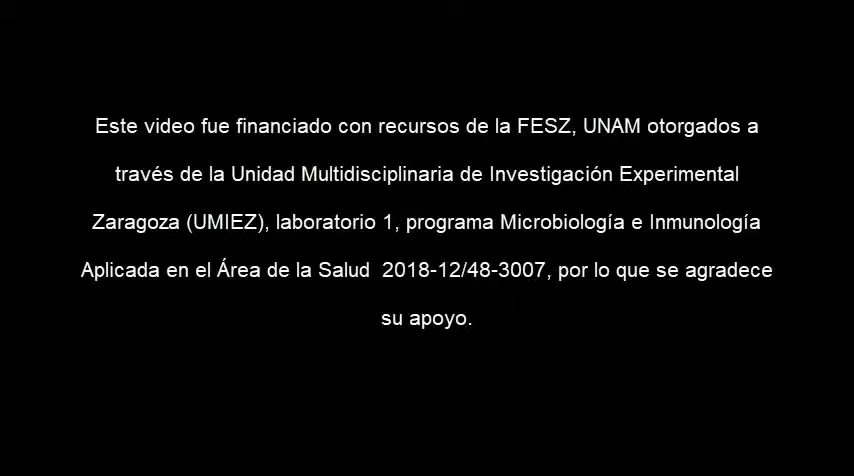 Este video fue financiado con recursos de la FESZ, UNAM otorgados a
través de la Unidad Multidisciplinaria de Investigación Experimental
Zaragoza (UMIEZ), laboratorio 1, programa Microbiología e Inmunología
Aplicada en el Área de la Salud  2018-12/48-3007, por lo que se agradece
su apoyo.